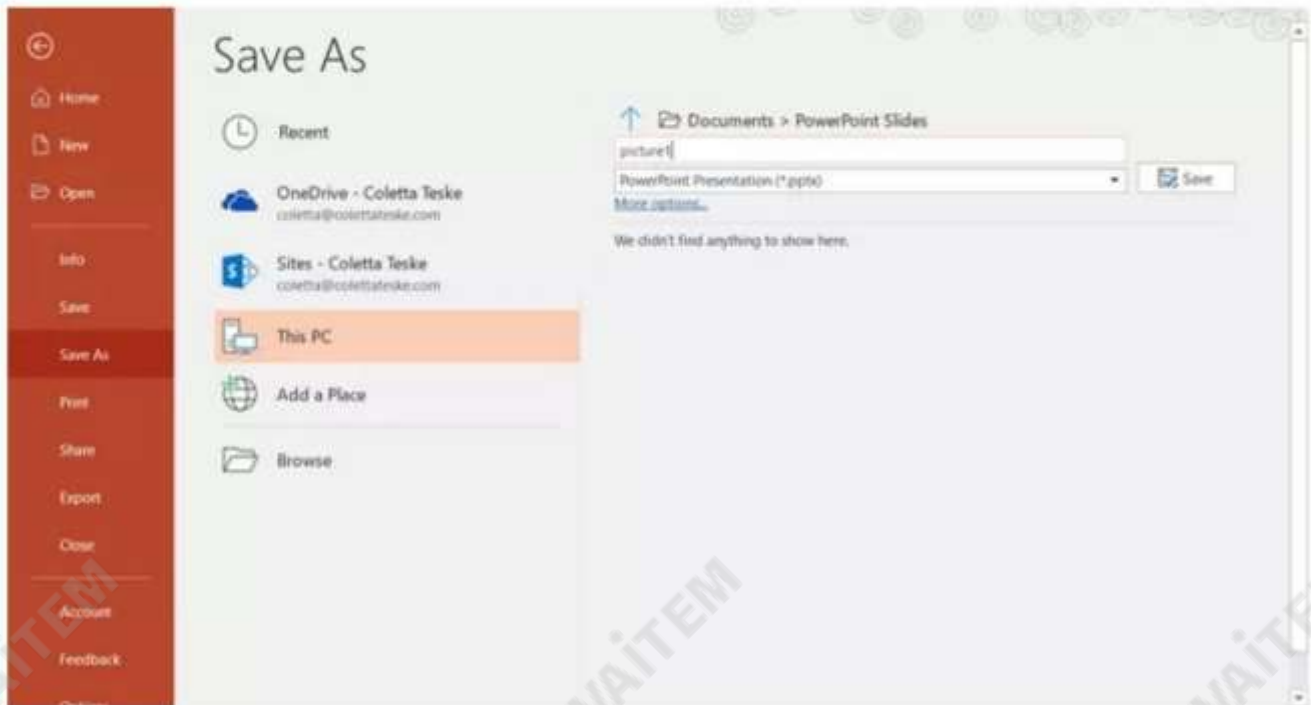 Save As
Home
New
Open
Info
Save
Save As
Print
Share
Export
Close
Account
Feedback
Recent
OneDrive - Coletta Teske
coletta@colettateske.com
Sites - Coletta Teske
coletta@colettateske.com
This PC
Add a Place
Browse
Documents > PowerPoint Slides
picture1
PowerPoint Presentation (*.pptx)
Save
More options...
We didn't find anything to show here.
VAİTEM